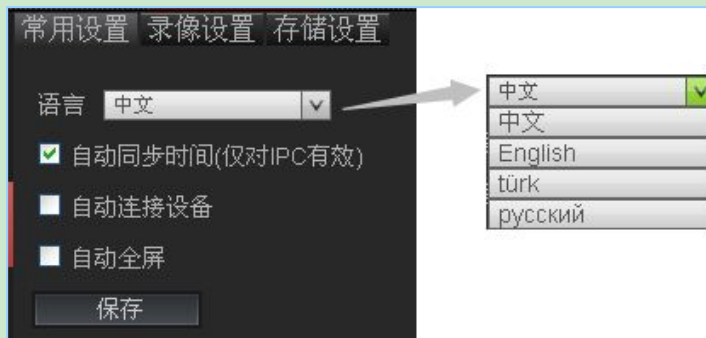 常用设置 录像设置 存储设置
语言 中文
自动同步时间(仅对IPC有效)
自动连接设备
自动全屏
保存
中文
中文
English
türk
русский